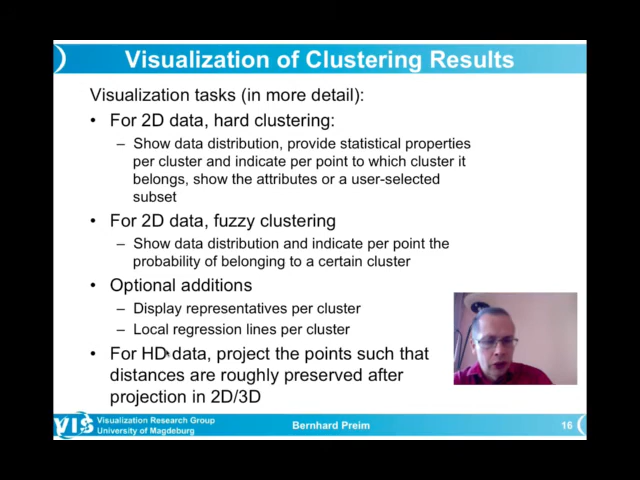 Visualization of Clustering Results
Visualization tasks (in more detail):
• For 2D data, hard clustering:
– Show data distribution, provide statistical properties
per cluster and indicate per point to which cluster it
belongs, show the attributes or a user-selected
subset
• For 2D data, fuzzy clustering
– Show data distribution and indicate per point the
probability of belonging to a certain cluster
• Optional additions
– Display representatives per cluster
– Local regression lines per cluster
• For HD data, project the points such that
distances are roughly preserved after
projection in 2D/3D
VIS
Visualization Research Group
University of Magdeburg
Bernhard Preim
16